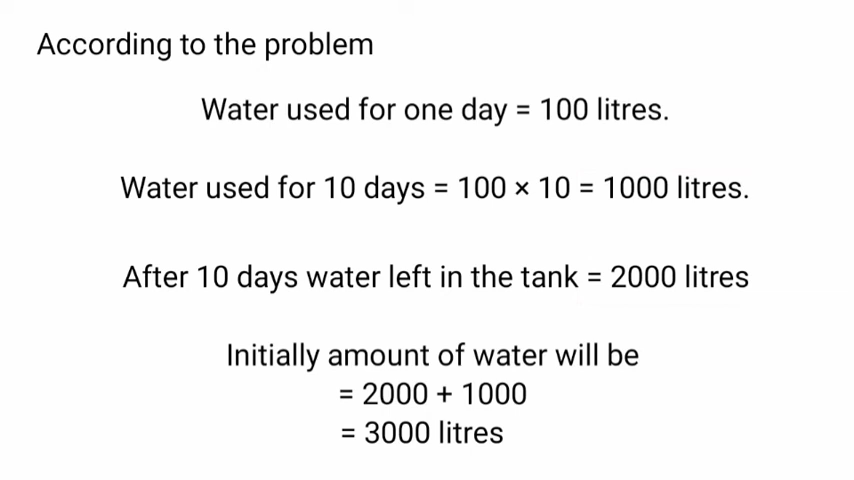 According to the problem
Water used for one day = 100 litres.
Water used for 10 days = 100 × 10 = 1000 litres.
After 10 days water left in the tank = 2000 litres
Initially amount of water will be
= 2000 + 1000
= 3000 litres